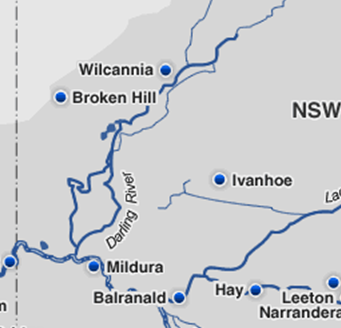 Wilcannia
Broken Hill
NSW
Ivanhoe
Darling River
Mildura
Balranald
Hay
Leeton
Narrandera